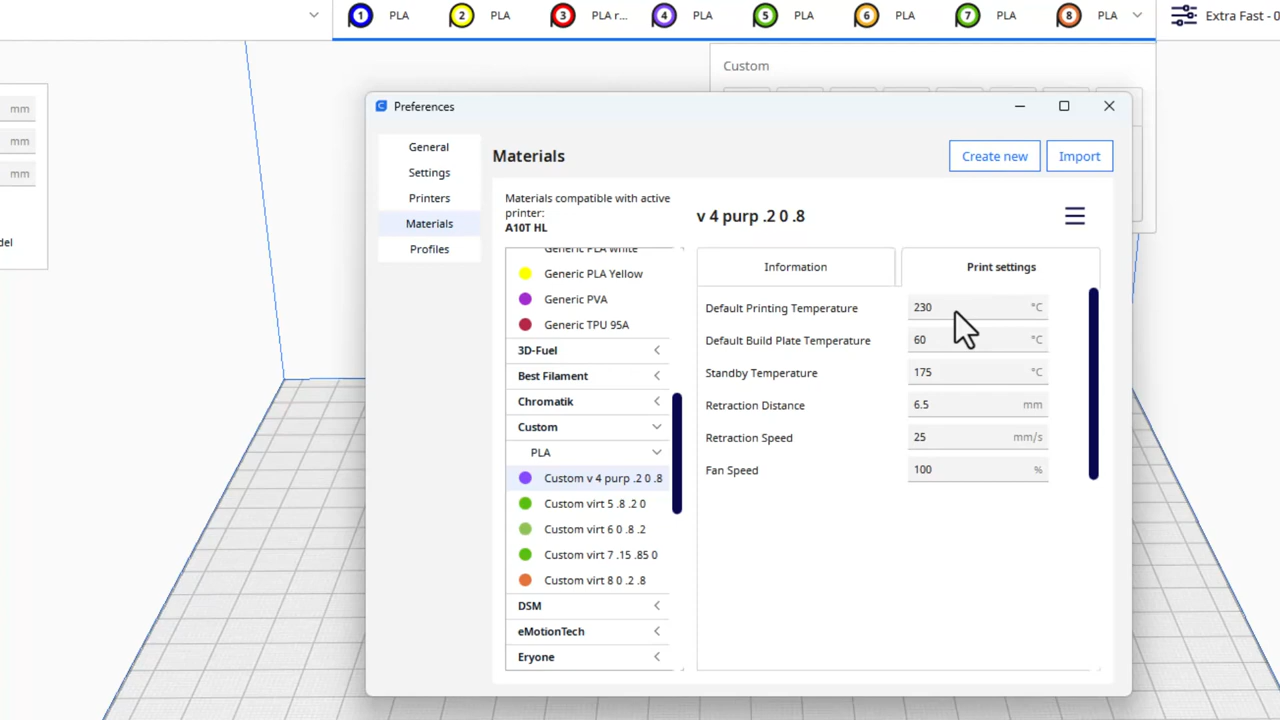 1 PLA 2 PLA 3 PLA r... 4 PLA 5 PLA 6 PLA 7 PLA 8 PLA Extra Fast - 0
Custom
mm
mm
mm
del
Preferences
General
Settings
Printers
Materials
Profiles
Materials
Create new Import
Materials compatible with active
printer:
A10T HL
v 4 purp .2 0 .8
Generic PLA white
Generic PLA Yellow
Generic PVA
Generic TPU 95A
3D-Fuel
Best Filament
Chromatik
Custom
PLA
Custom v 4 purp .2 0 .8
Custom virt 5 .8 .2 0
Custom virt 6 0 .8 .2
Custom virt 7 .15 .85 0
Custom virt 8 0 .2 .8
DSM
eMotionTech
Eryone
Information Print settings
Default Printing Temperature 230 °C
Default Build Plate Temperature 60 °C
Standby Temperature 175 °C
Retraction Distance 6.5 mm
Retraction Speed 25 mm/s
Fan Speed 100 %